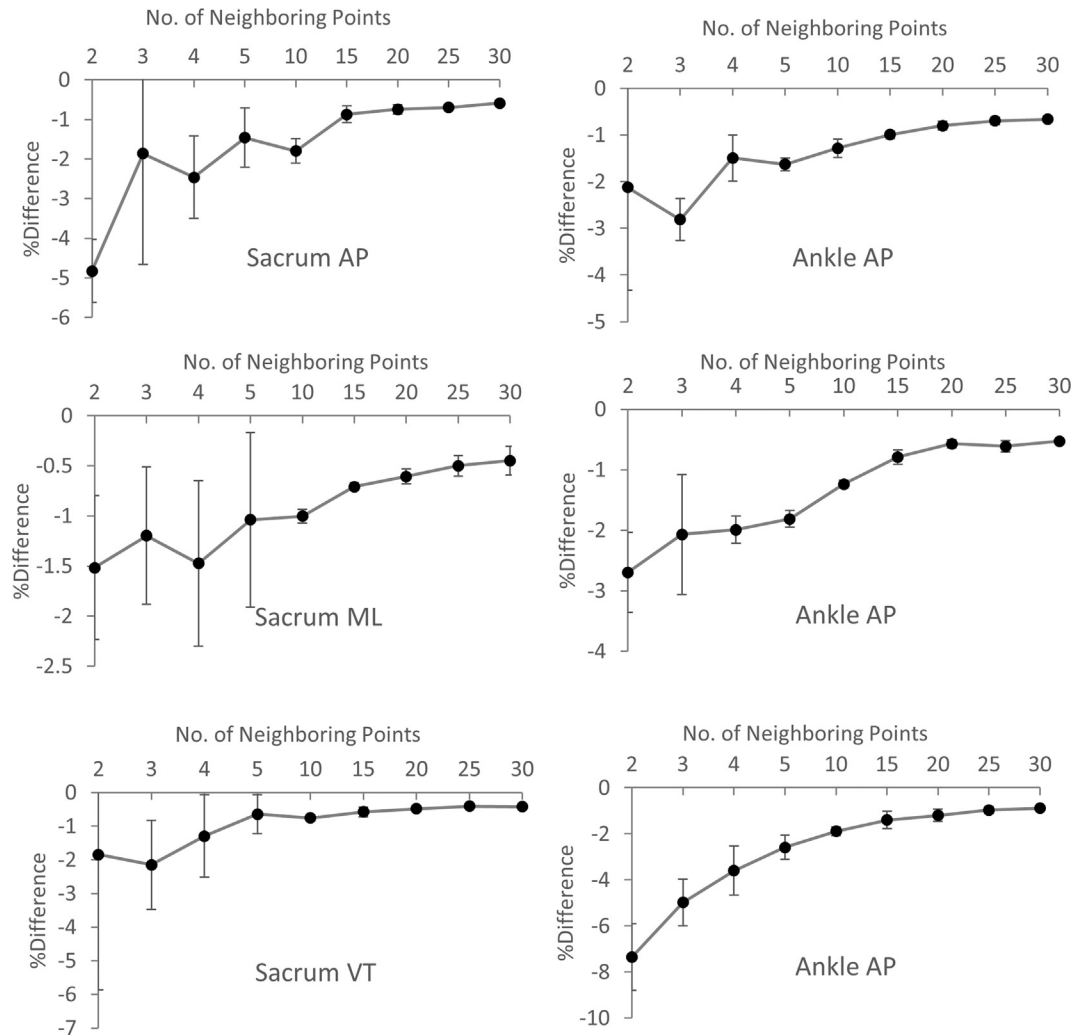 No. of Neighboring Points
2 3 4 5 10 15 20 25 30
0
-1
-2
-3
-4
-5
-6
%Difference
Sacrum AP
No. of Neighboring Points
2 3 4 5 10 15 20 25 30
0
-1
-2
-3
-4
-5
%Difference
Ankle AP
No. of Neighboring Points
2 3 4 5 10 15 20 25 30
0
-0.5
-1
-1.5
-2
-2.5
%Difference
Sacrum ML
No. of Neighboring Points
2 3 4 5 10 15 20 25 30
0
-1
-2
-3
-4
%Difference
Ankle AP
No. of Neighboring Points
2 3 4 5 10 15 20 25 30
0
-1
-2
-3
-4
-5
-6
-7
%Difference
Sacrum VT
No. of Neighboring Points
2 3 4 5 10 15 20 25 30
0
-2
-4
-6
-8
-10
%Difference
Ankle AP